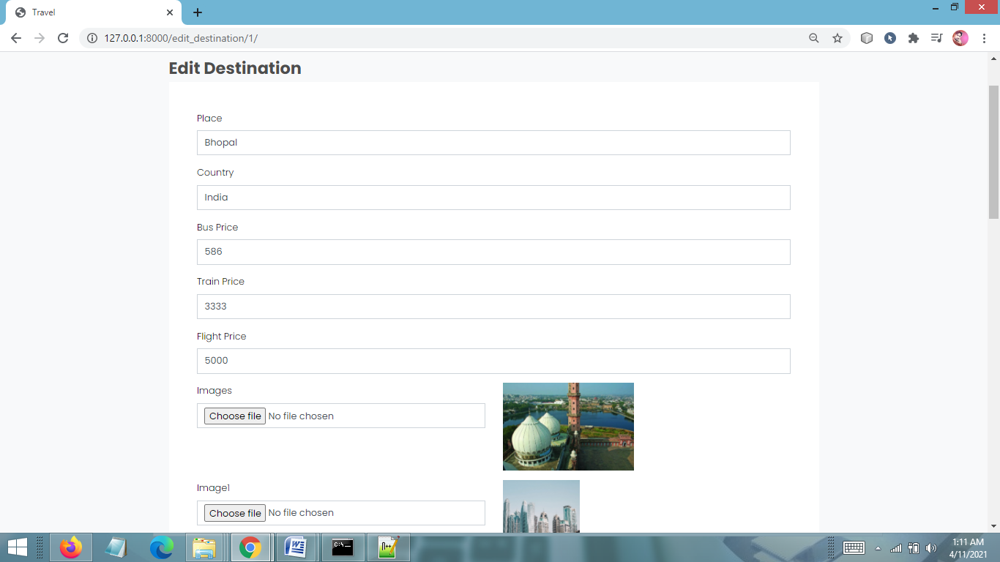 Travel
127.0.0.1:8000/edit_destination/1/
Edit Destination
Place
Bhopal
Country
India
Bus Price
586
Train Price
3333
Flight Price
5000
Images
Choose file No file chosen
Image1
Choose file No file chosen
1:11 AM
4/11/2021